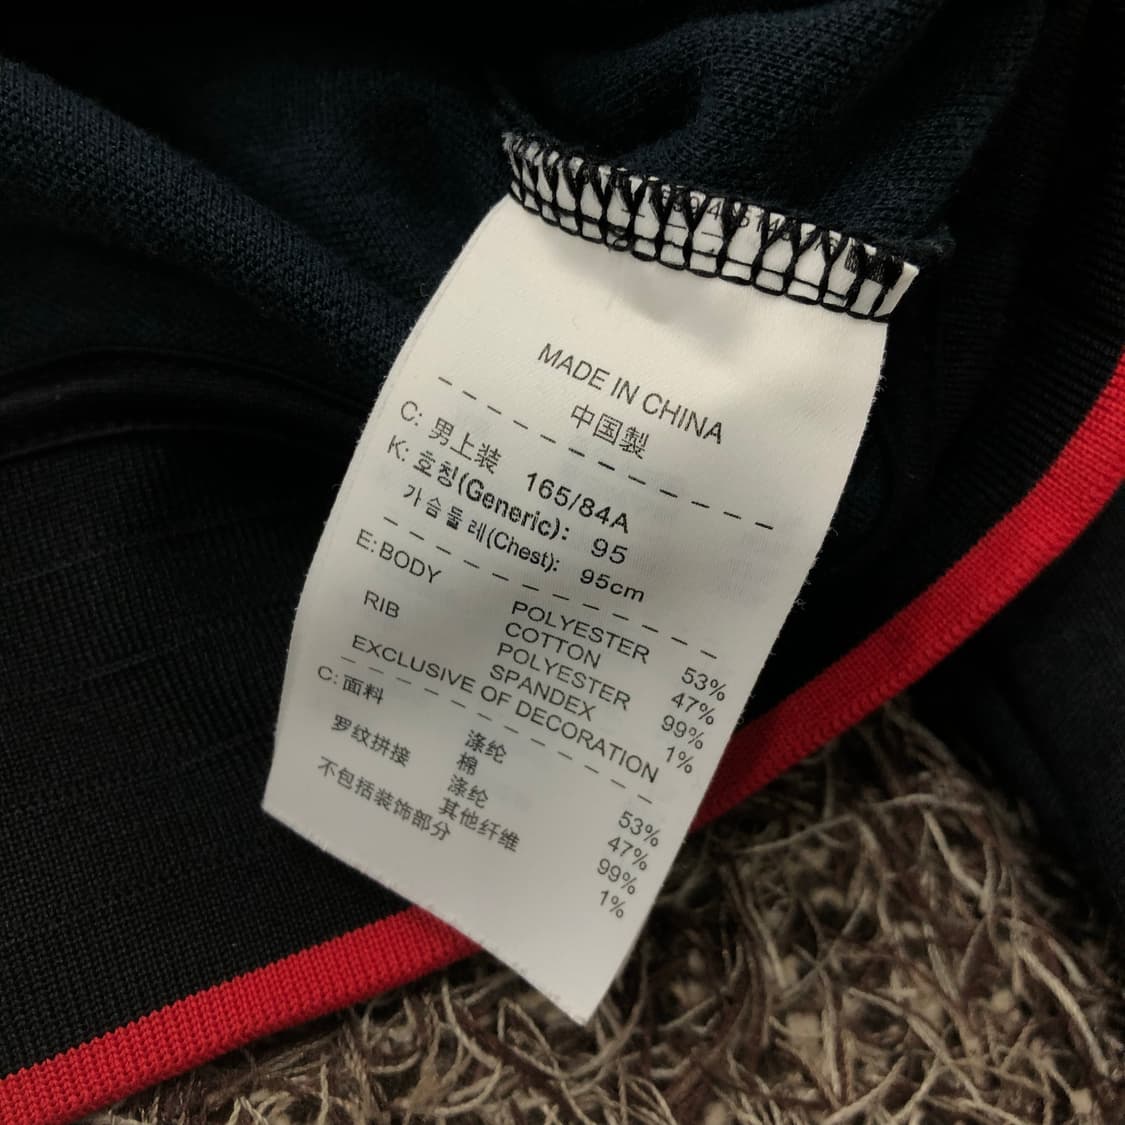 MADE IN CHINA
中国製
C: 男上装 165/84A
K: 호칭(Generic): 95
가슴둘레(Chest): 95cm
E: BODY POLYESTER 53%
COTTON 47%
RIB POLYESTER 99%
SPANDEX 1%
EXCLUSIVE OF DECORATION
C: 面料 涤纶 53%
棉 47%
罗纹拼接 涤纶 99%
其他纤维 1%
不包括装饰部分